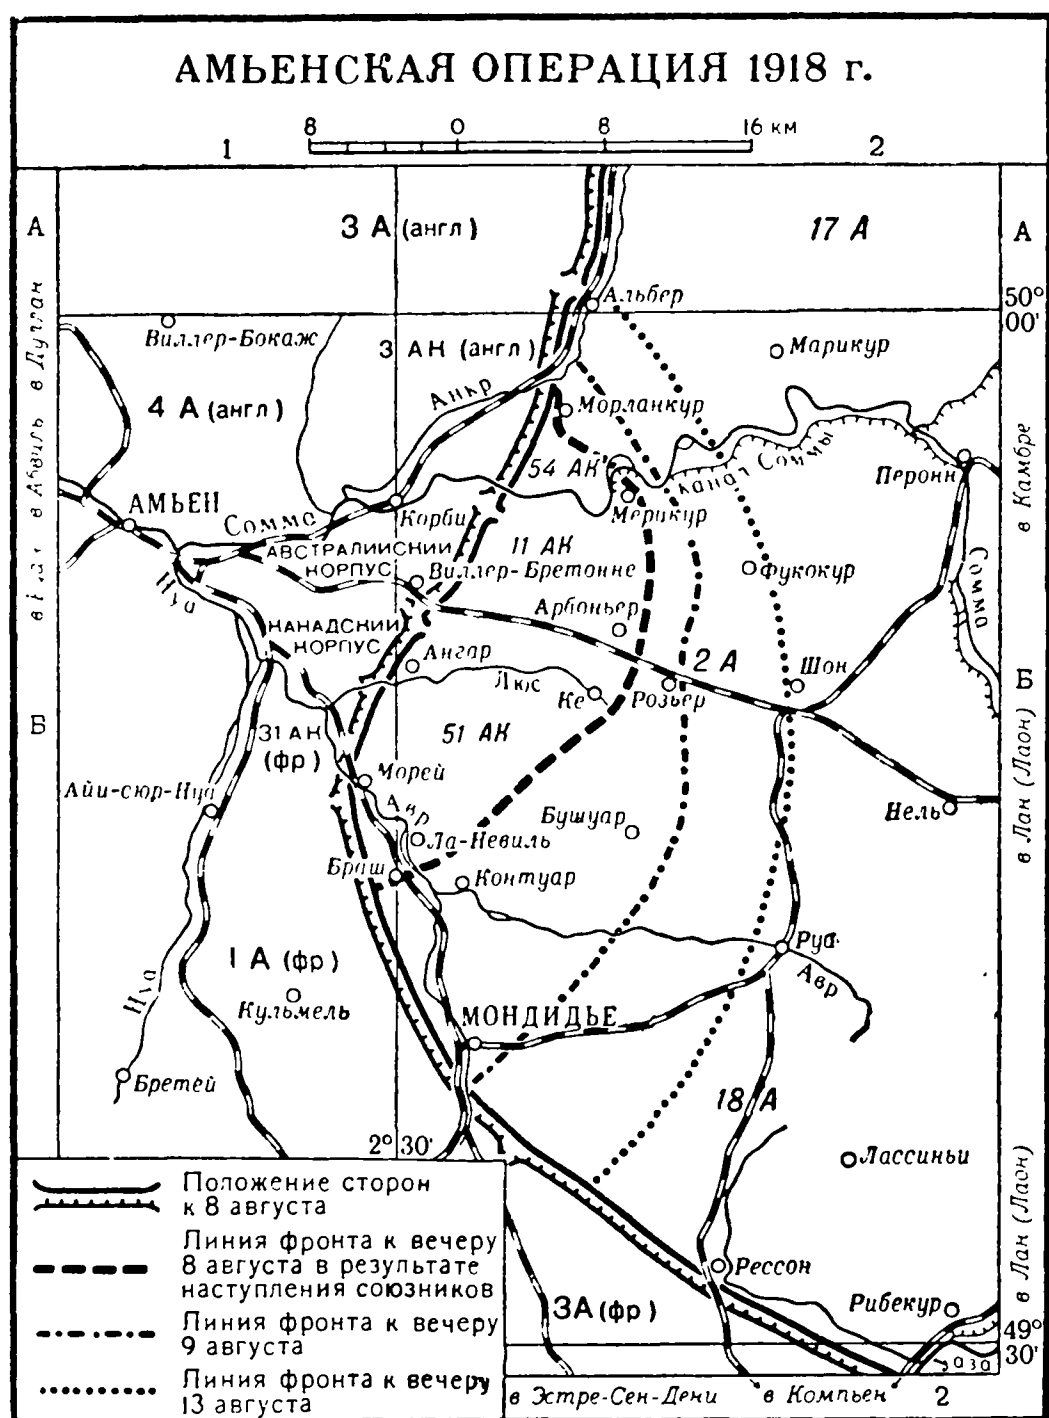 АМЬЕНСКАЯ ОПЕРАЦИЯ 1918 г.
8 0 8 16 км
1 2
А
3 А (англ)
17 А
А
Альбер
50°
00'
Виллер-Бокаж
3 АК (англ)
Марикур
Анкр
4 А (англ)
Морланкур
54 АК
Канал Соммы
Перонн
в Камбре
АМЬЕН
Сомма
Корби
Мерикур
11 АК
АВСТРАЛИЙСКИЙ
КОРПУС
Виллер-Бретонне
Фукокур
Нуа
Сомма
Арбоньер
КАНАДСКИЙ
КОРПУС
Ангар
2 А
Шон
Люс
Ке
Розьер
Б
Б
31 АК
(фр)
51 АК
Морей
Айи-сюр-Нуа
Авр
Бушуар
Нель
в Лан (Лаон)
Ла-Невиль
Браш
Контуар
1 А (фр)
Руа
Авр
Нуа
Кульмель
МОНДИДЬЕ
Бретей
18 А
2° 30'
Лассиньи
в Лан (Лаон)
Положение сторон
к 8 августа
Линия фронта к вечеру
8 августа в результате
наступления союзников
Рессон
3А (фр)
Рибекур
Линия фронта к вечеру
9 августа
49°
30'
Линия фронта к вечеру
13 августа
в Эстре-Сен-Дени
в Компьен
2